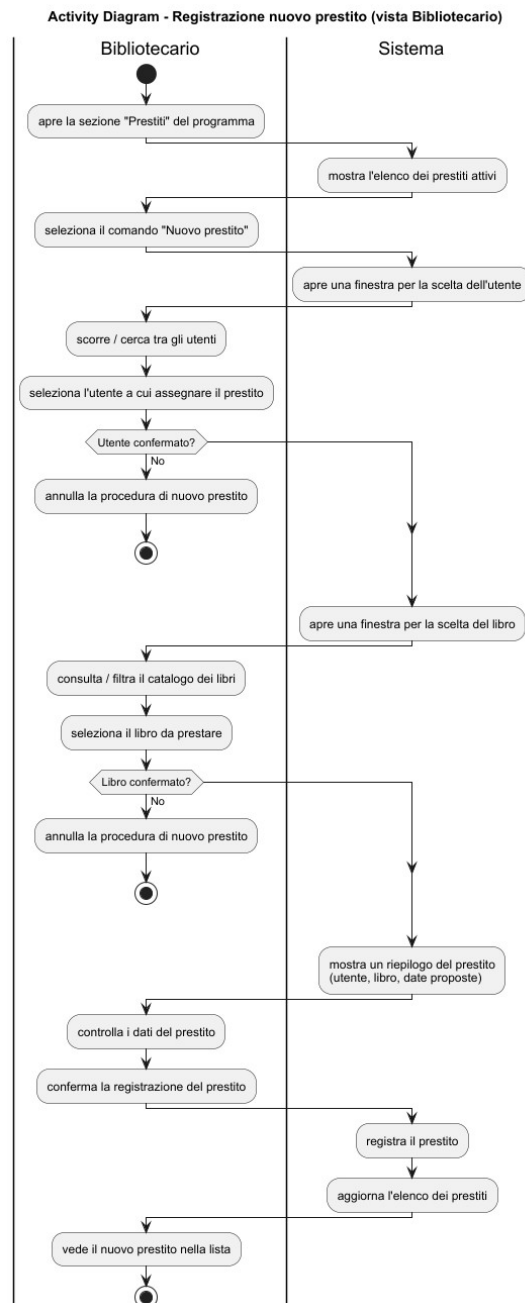 Activity Diagram - Registrazione nuovo prestito (vista Bibliotecario)
Bibliotecario
Sistema
apre la sezione "Prestiti" del programma
mostra l'elenco dei prestiti attivi
seleziona il comando "Nuovo prestito"
apre una finestra per la scelta dell'utente
scorre / cerca tra gli utenti
seleziona l'utente a cui assegnare il prestito
Utente confermato?
No
annulla la procedura di nuovo prestito
apre una finestra per la scelta del libro
consulta / filtra il catalogo dei libri
seleziona il libro da prestare
Libro confermato?
No
annulla la procedura di nuovo prestito
mostra un riepilogo del prestito
(utente, libro, date proposte)
controlla i dati del prestito
conferma la registrazione del prestito
registra il prestito
aggiorna l'elenco dei prestiti
vede il nuovo prestito nella lista